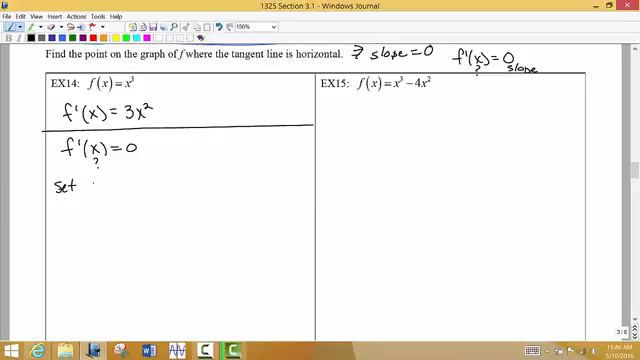 1325 Section 3.1 - Windows Journal
File Edit View Insert Actions Tools Help
150%
Find the point on the graph of f where the tangent line is horizontal. ? slope = 0 f'(x) = 0
? slope
EX14: f(x) = x³
EX15: f(x) = x³ − 4x²
f'(x) = 3x²
f'(x) = 0
?
set
3/6
11:46 AM
5/10/2016